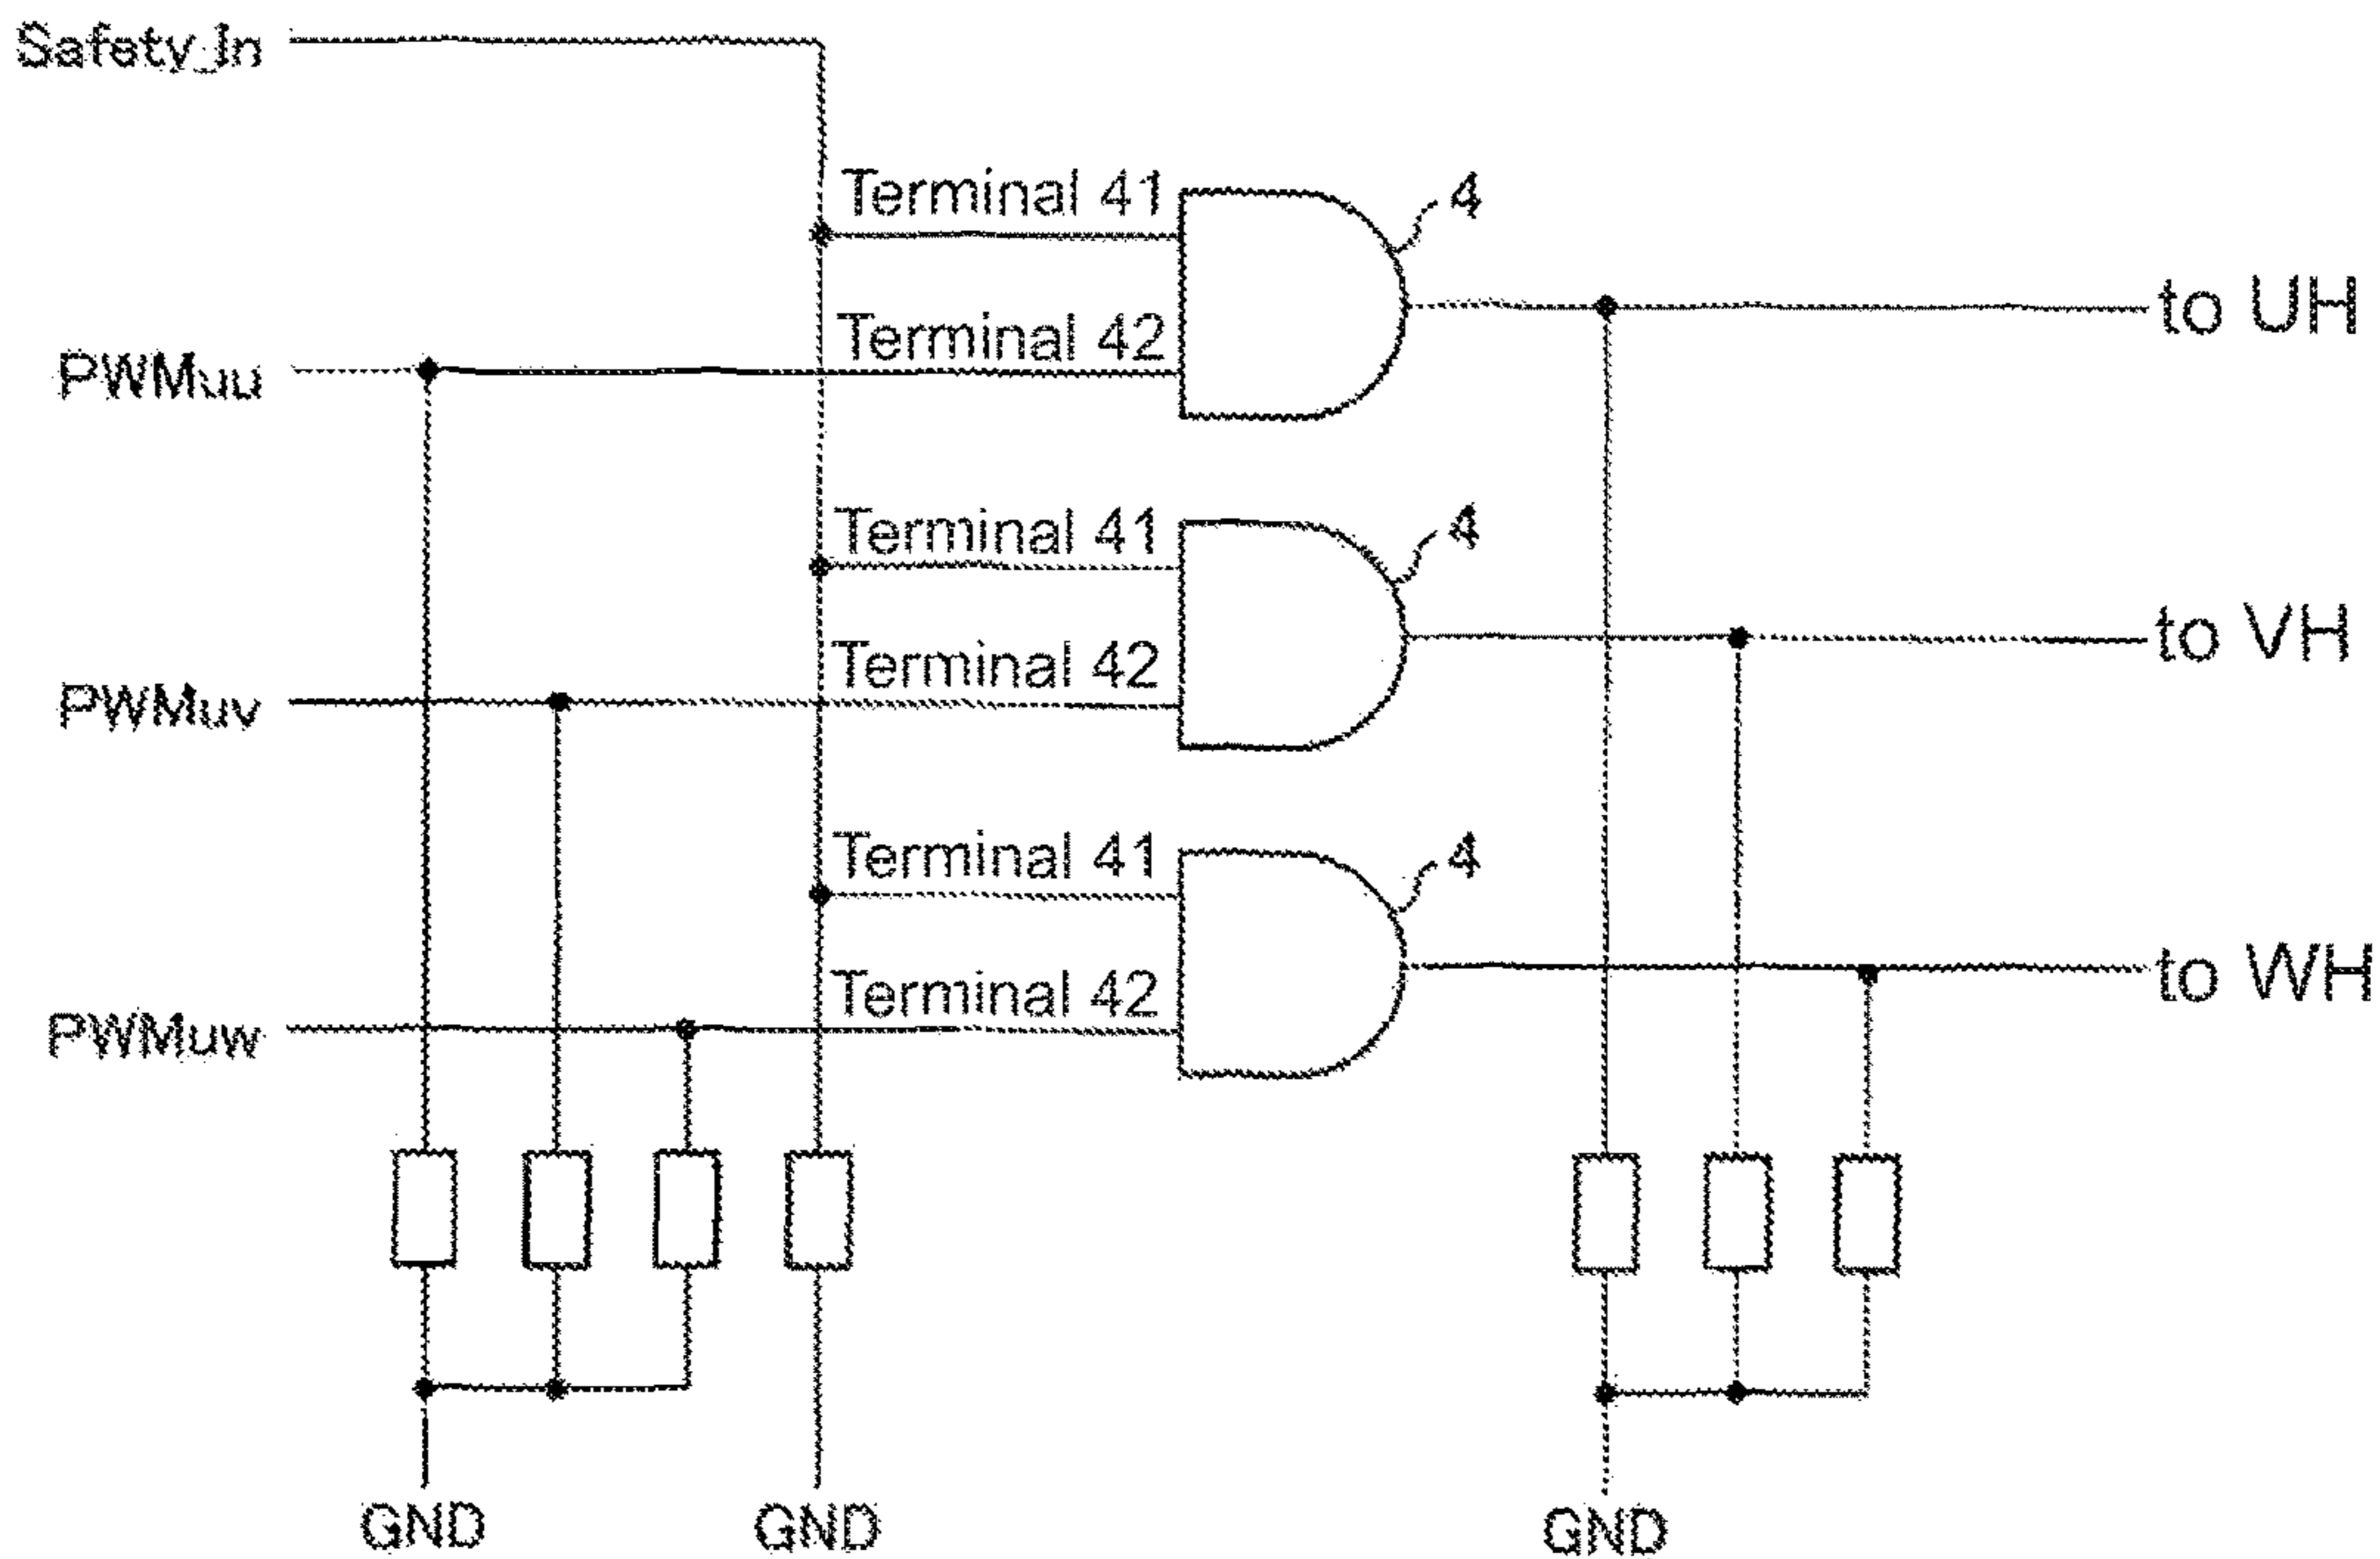 Safety_In
Terminal 41
4
to UH
Terminal 42
PWMuu
Terminal 41
4
to VH
Terminal 42
PWMuv
Terminal 41
4
to WH
Terminal 42
PWMuw
GND
GND
GND